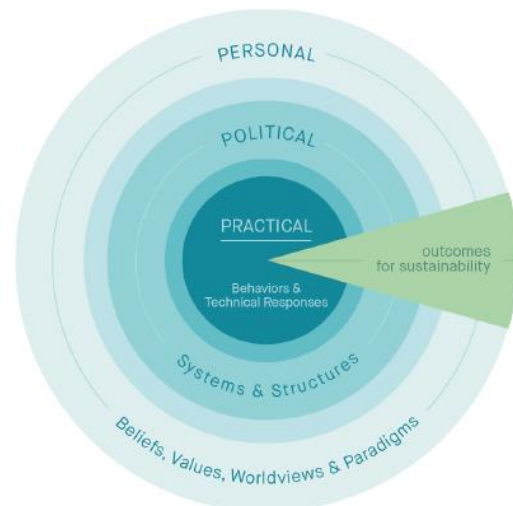 PERSONAL
POLITICAL
PRACTICAL
Behaviors &
Technical Responses
outcomes
for sustainability
Systems & Structures
Beliefs, Values, Worldviews & Paradigms